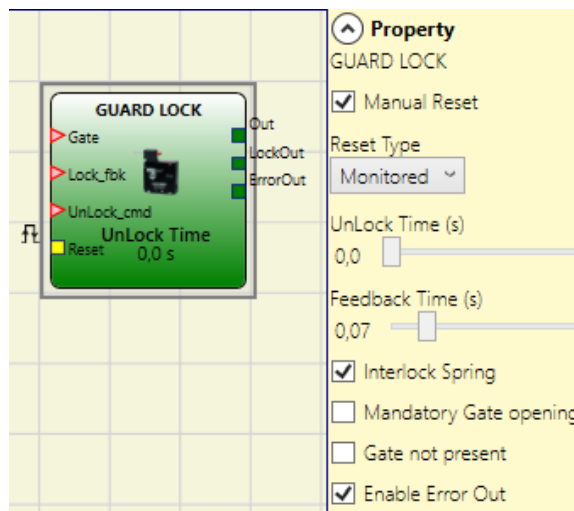 GUARD LOCK
Gate
Lock_fbk
UnLock_cmd
Reset
UnLock Time
0,0 s
Out
LockOut
ErrorOut
Property
GUARD LOCK
Manual Reset
Reset Type
Monitored
UnLock Time (s)
0,0
Feedback Time (s)
0,07
Interlock Spring
Mandatory Gate opening
Gate not present
Enable Error Out